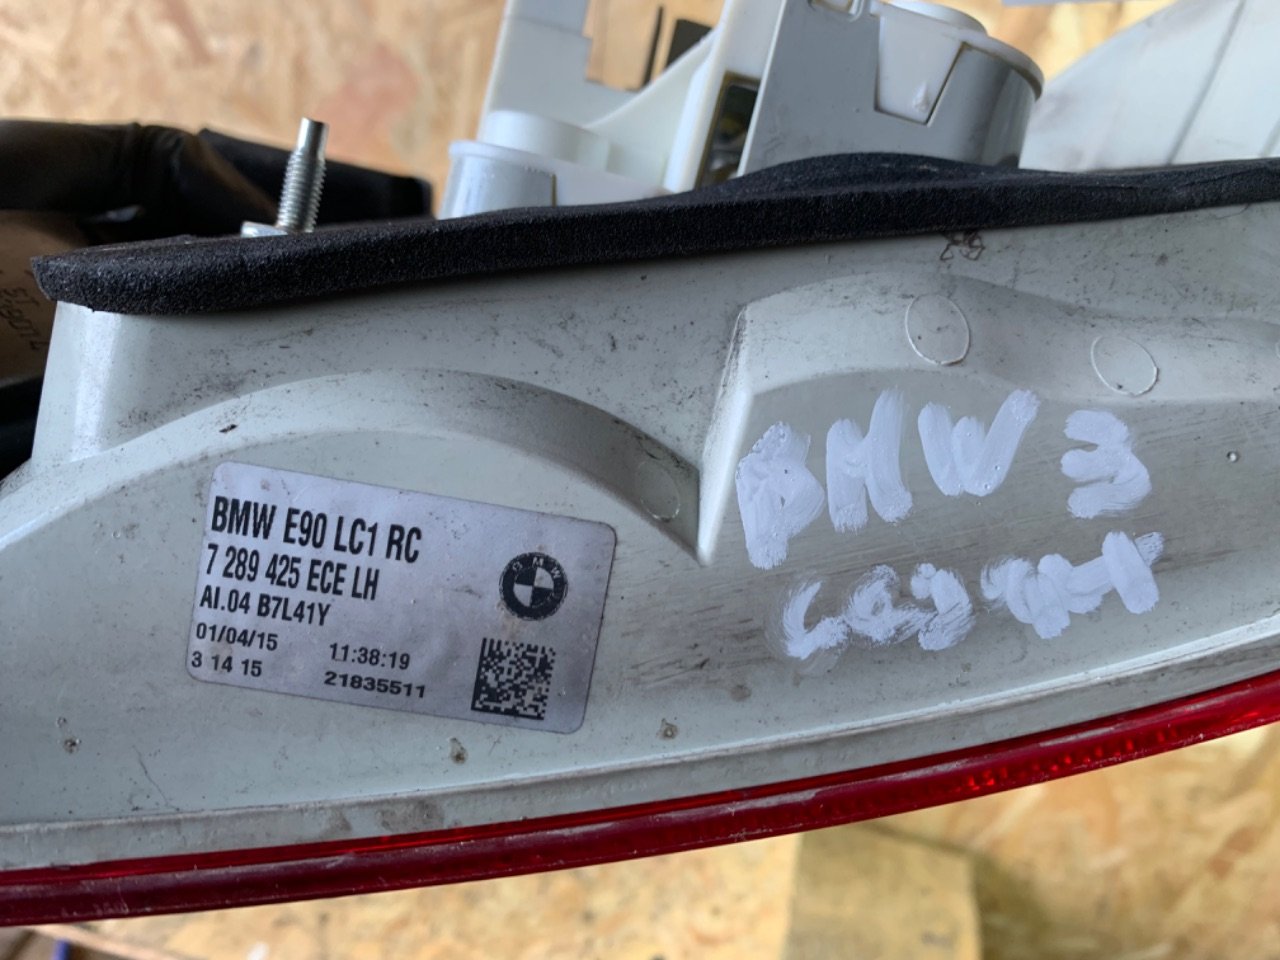 BMW E90 LC1 RC
7 289 425 ECE LH
AI.04 B7L41Y
01/04/15 11:38:19
3 14 15 21835511
BMW
BMW 3